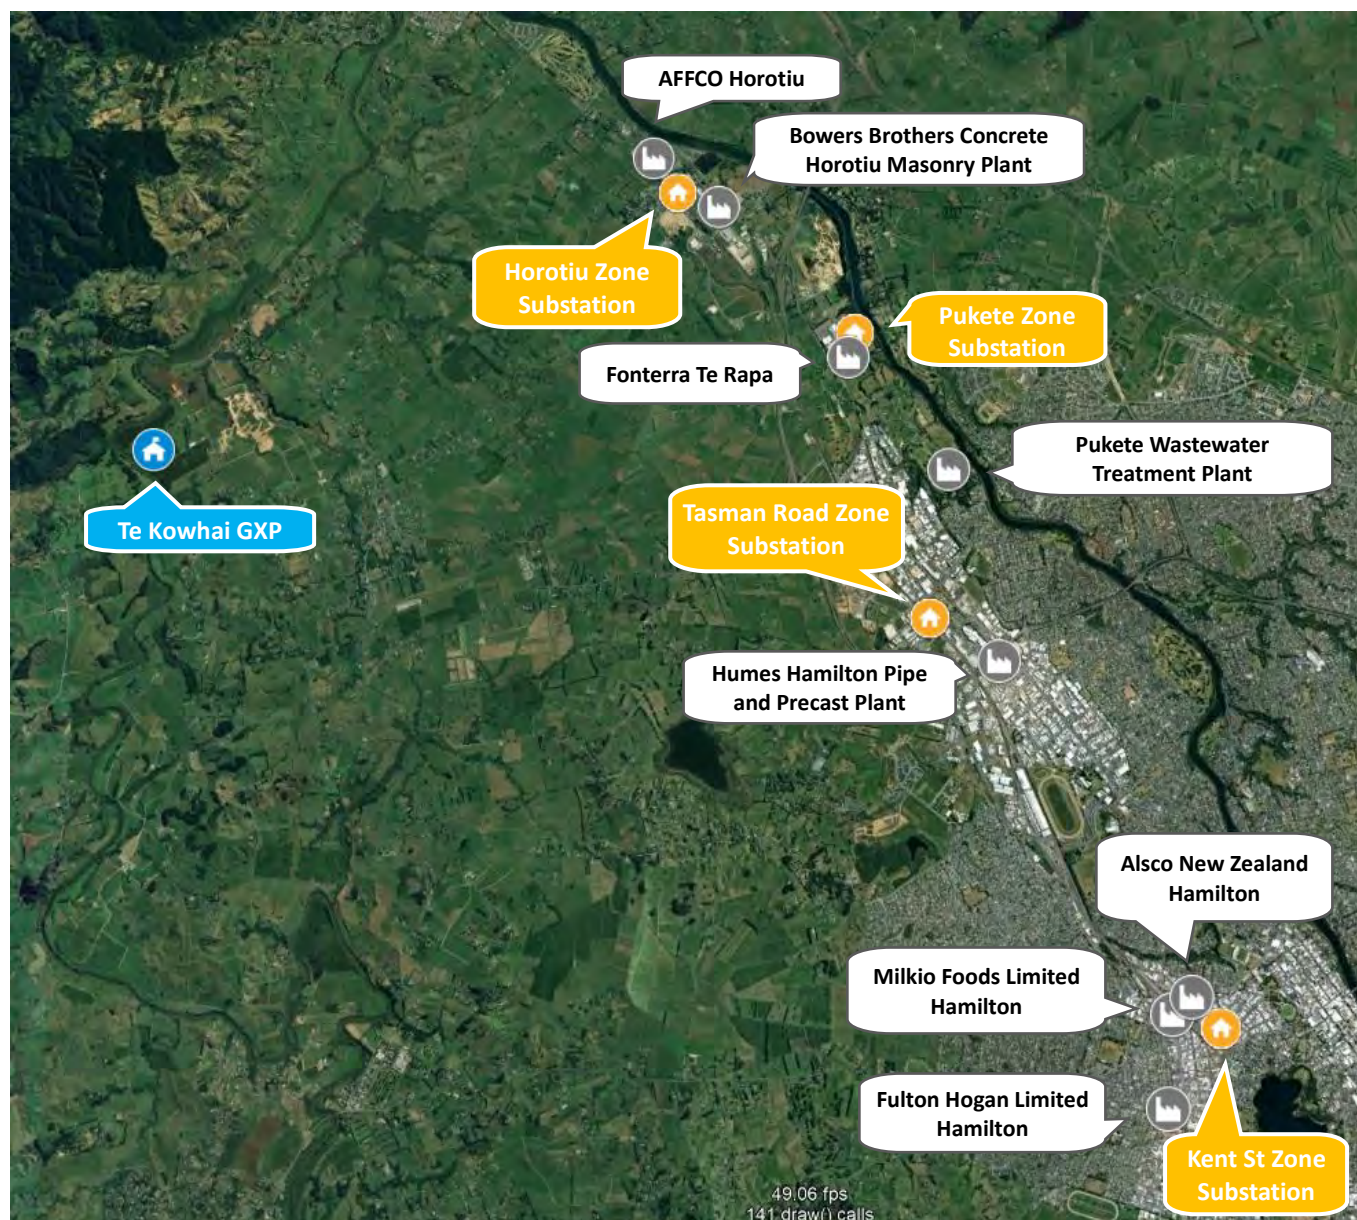 AFFCO Horotiu
Bowers Brothers Concrete
Horotiu Masonry Plant
Horotiu Zone
Substation
Pukete Zone
Substation
Fonterra Te Rapa
Pukete Wastewater
Treatment Plant
Te Kowhai GXP
Tasman Road Zone
Substation
Humes Hamilton Pipe
and Precast Plant
Alsco New Zealand
Hamilton
Milkio Foods Limited
Hamilton
Fulton Hogan Limited
Hamilton
Kent St Zone
Substation
49.06 fps
141 draw() calls